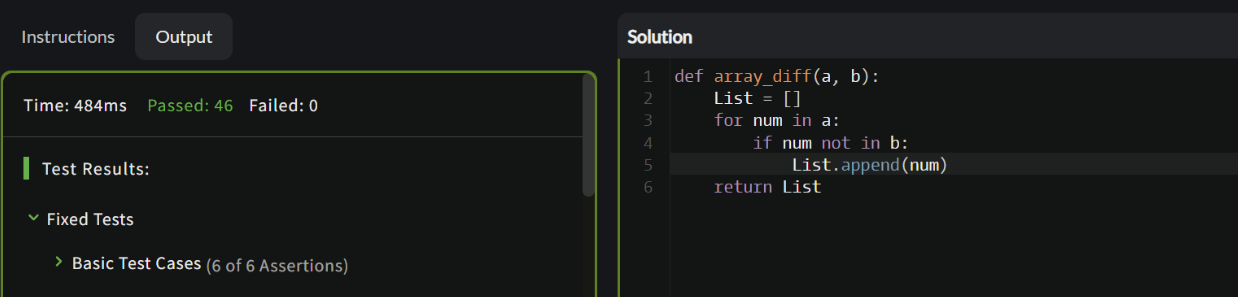 Instructions
Output
Time: 484ms Passed: 46 Failed: 0
Test Results:
Fixed Tests
Basic Test Cases (6 of 6 Assertions)
Solution
1 def array_diff(a, b):
2     List = []
3     for num in a:
4         if num not in b:
5             List.append(num)
6     return List